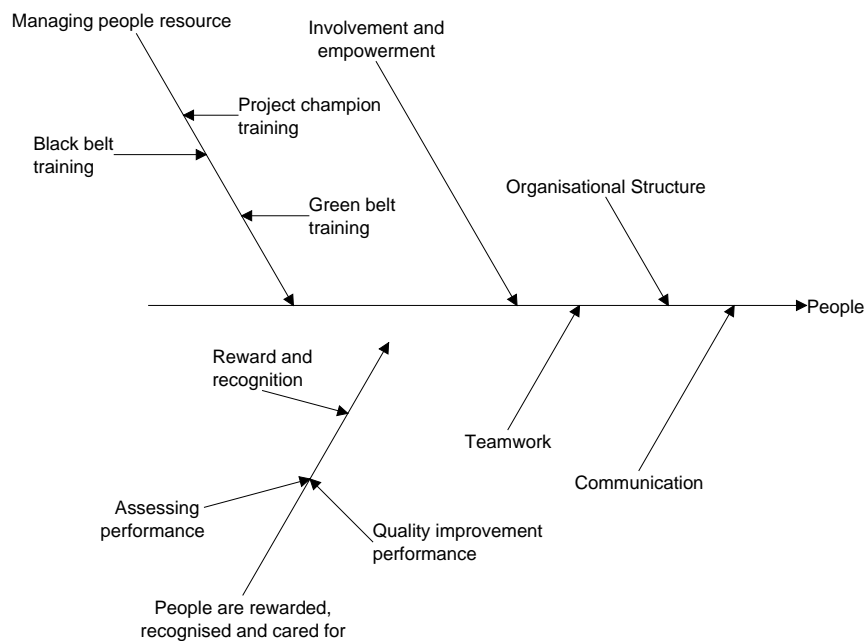 Managing people resource
Involvement and
empowerment
Project champion
training
Black belt
training
Green belt
training
Organisational Structure
People
Reward and
recognition
Teamwork
Communication
Assessing
performance
Quality improvement
performance
People are rewarded,
recognised and cared for